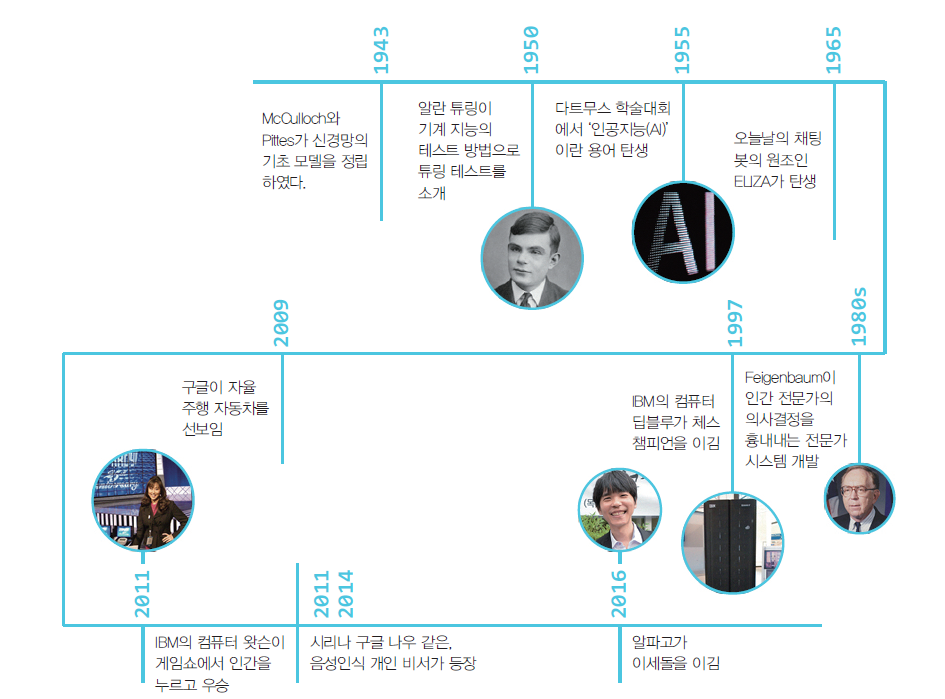 1943
McCulloch와
Pittes가 신경망의
기초 모델을 정립
하였다.
1950
알란 튜링이
기계 지능의
테스트 방법으로
튜링 테스트를
소개
1955
다트무스 학술대회
에서 ‘인공지능(AI)’
이란 용어 탄생
AI
1965
오늘날의 채팅
봇의 원조인
ELIZA가 탄생
1980s
Feigenbaum이
인간 전문가의
의사결정을
흉내내는 전문가
시스템 개발
1997
IBM의 컴퓨터
딥블루가 체스
챔피언을 이김
2009
구글이 자율
주행 자동차를
선보임
2011
IBM의 컴퓨터 왓슨이
게임쇼에서 인간을
누르고 우승
2011
2014
시리나 구글 나우 같은,
음성인식 개인 비서가 등장
2016
알파고가
이세돌을 이김